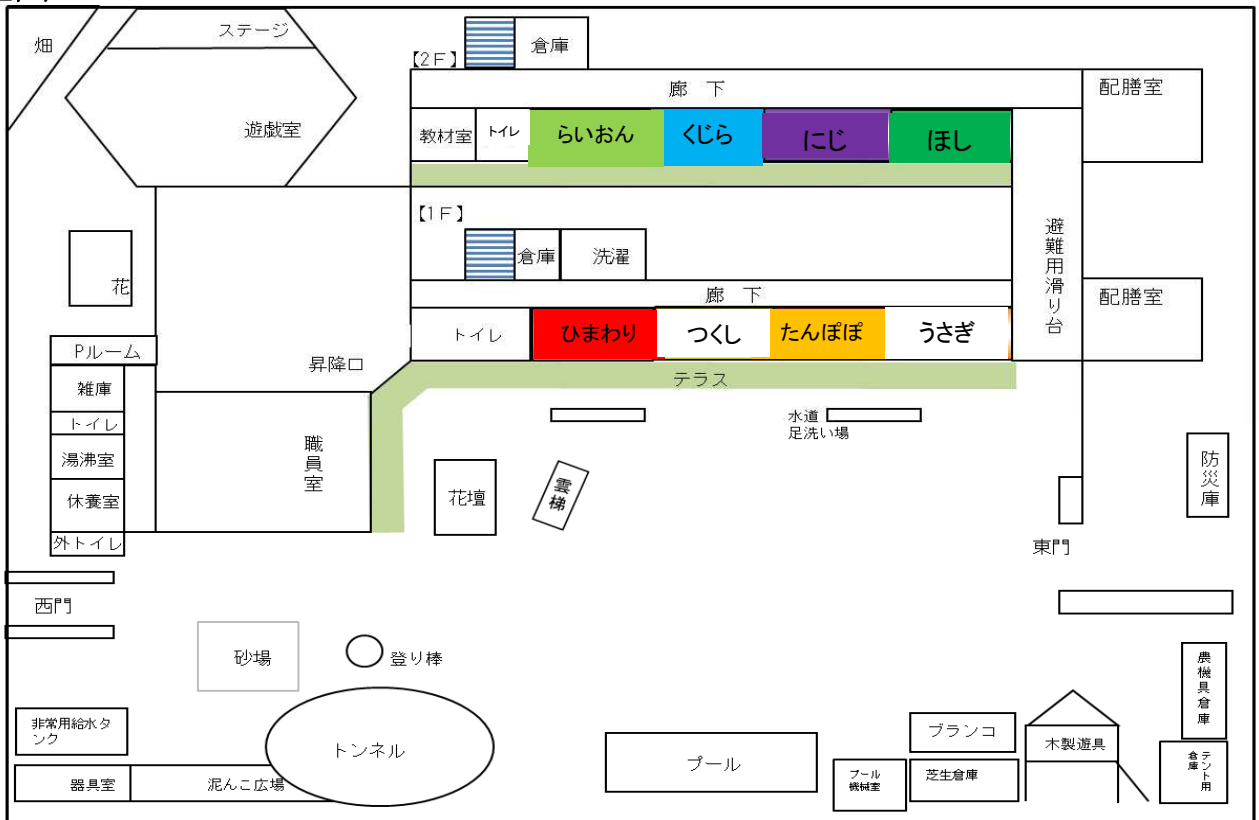 畑
ステージ
遊戯室
【2F】
倉庫
廊 下
配膳室
教材室
トイレ
らいおん
くじら
にじ
ほし
【1F】
倉庫
洗濯
廊 下
配膳室
避難用滑り台
トイレ
ひまわり
つくし
たんぽぽ
うさぎ
テラス
花
Pルーム
雑庫
トイレ
湯沸室
休養室
外トイレ
昇降口
職員室
水道
足洗い場
花壇
雲梯
防災庫
東門
西門
砂場
登り棒
農機具倉庫
非常用給水タ
ンク
トンネル
プール
ブランコ
木製遊具
テント用
倉庫
器具室
泥んこ広場
プール
機械室
芝生倉庫